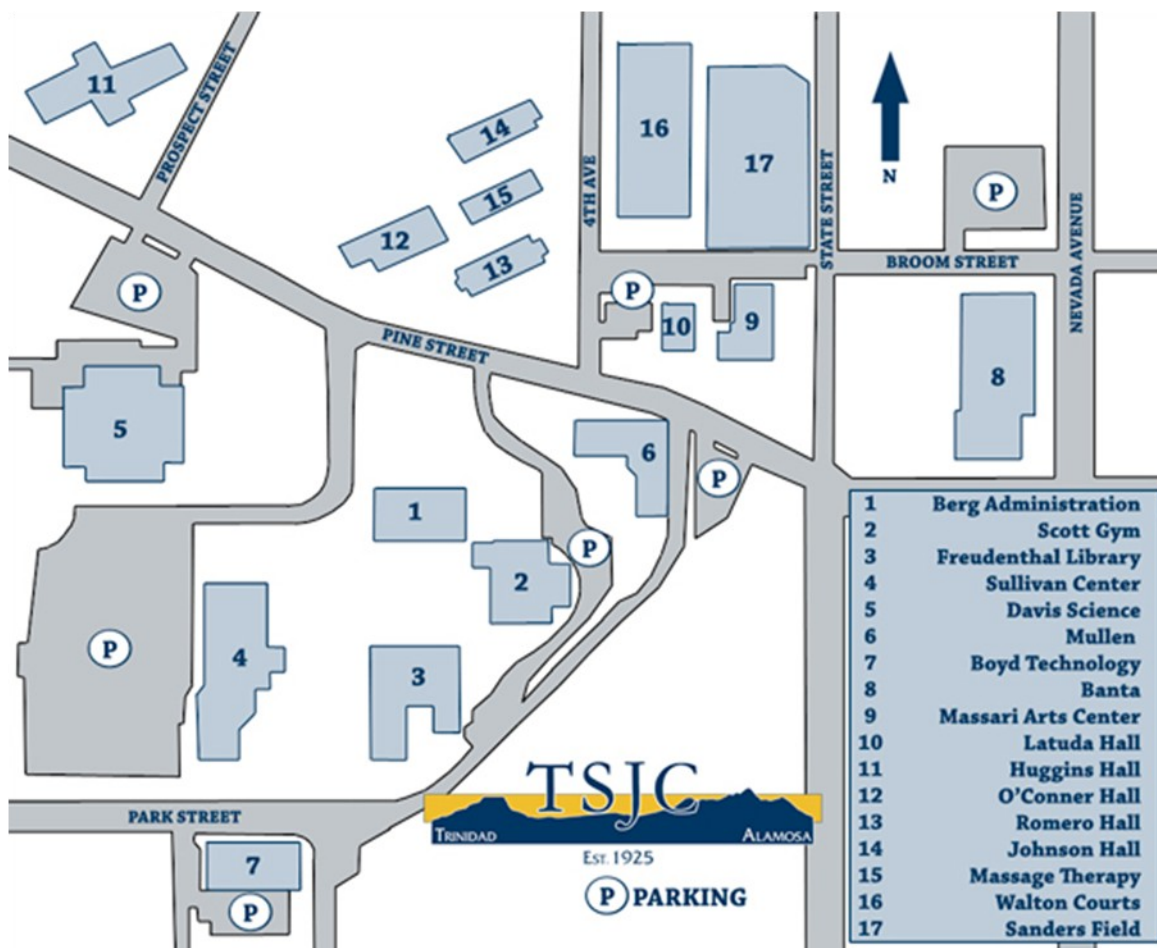 11
PROSPECT STREET
14
15
12
13
4TH AVE
16
17
STATE STREET
N
P
NEVADA AVENUE
BROOM STREET
P
P
10
9
PINE STREET
8
5
6
P
1
P
2
P
4
3
PARK STREET
7
P
TSJC
TRINIDAD
ALAMOSA
EST. 1925
P PARKING
1 Berg Administration
2 Scott Gym
3 Freudenthal Library
4 Sullivan Center
5 Davis Science
6 Mullen
7 Boyd Technology
8 Banta
9 Massari Arts Center
10 Latuda Hall
11 Huggins Hall
12 O'Conner Hall
13 Romero Hall
14 Johnson Hall
15 Massage Therapy
16 Walton Courts
17 Sanders Field